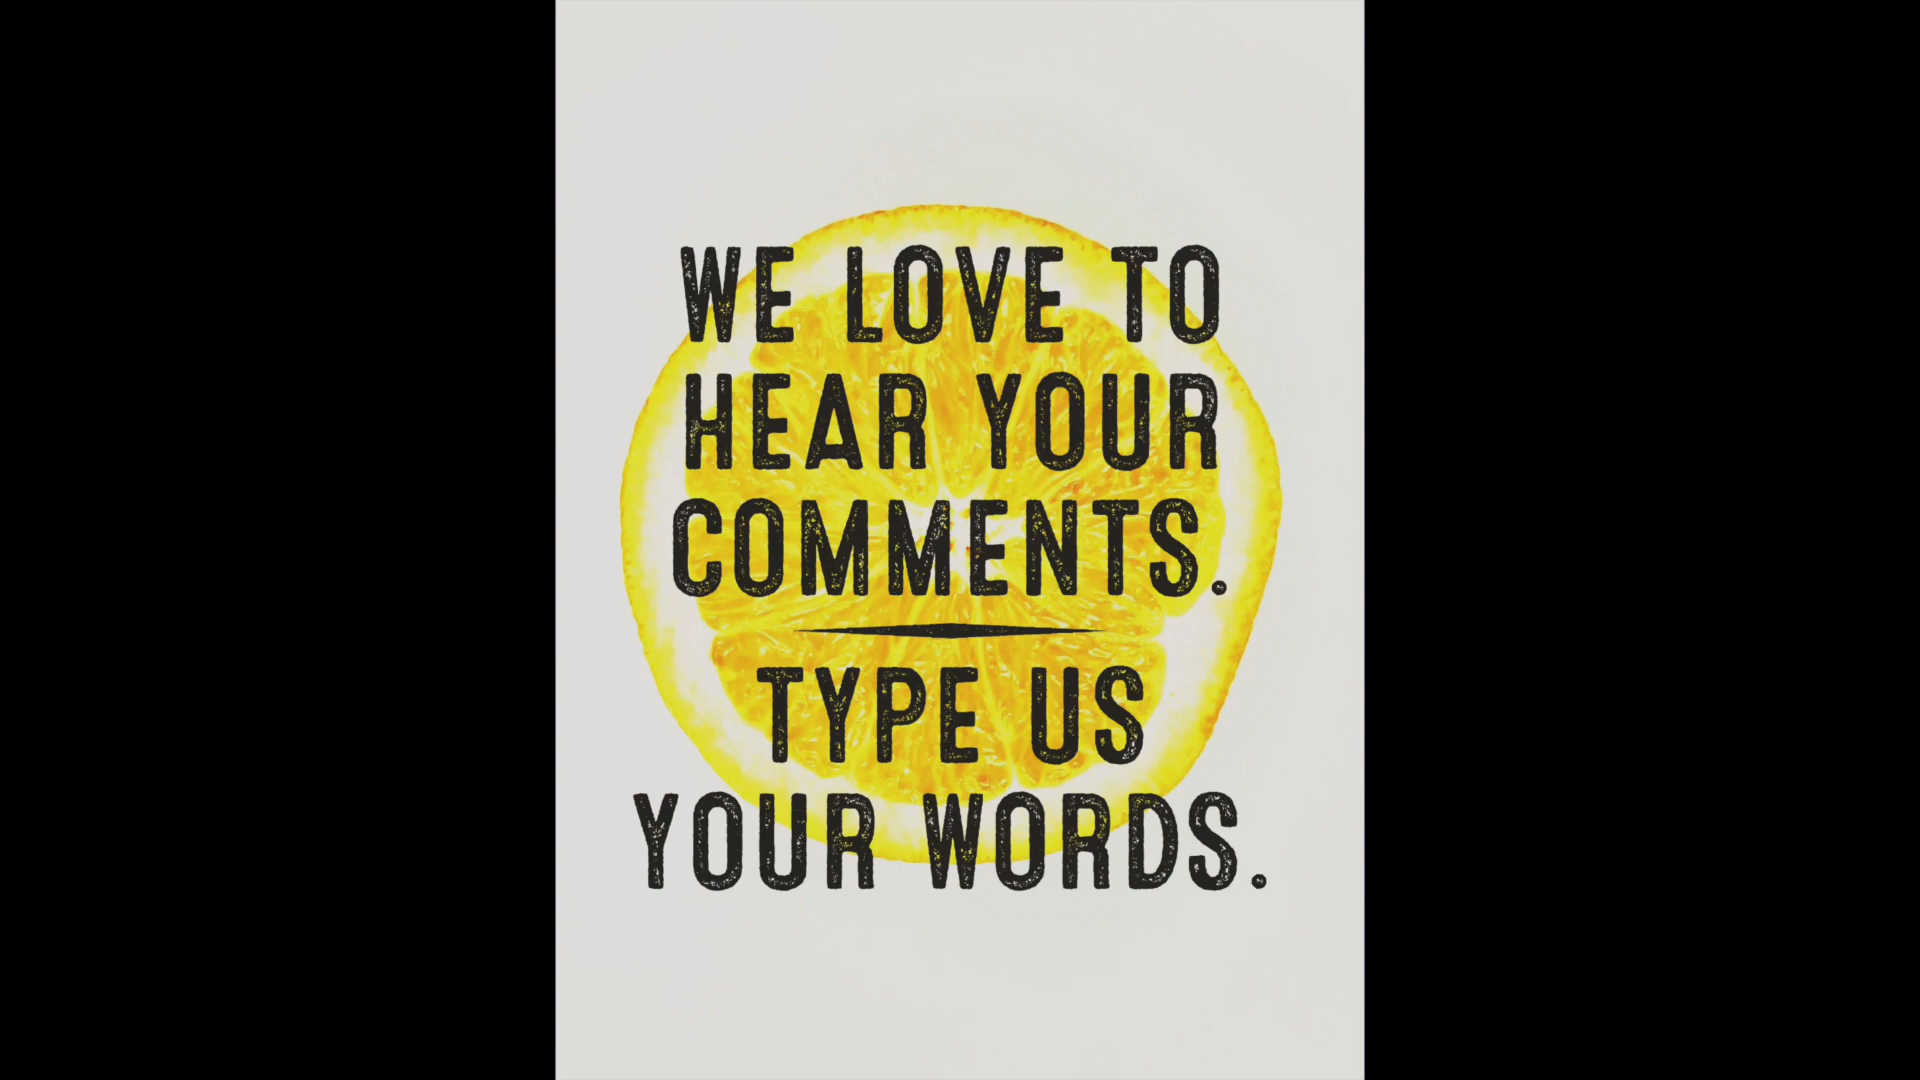 WE LOVE TO
HEAR YOUR
COMMENTS.
TYPE US
YOUR WORDS.